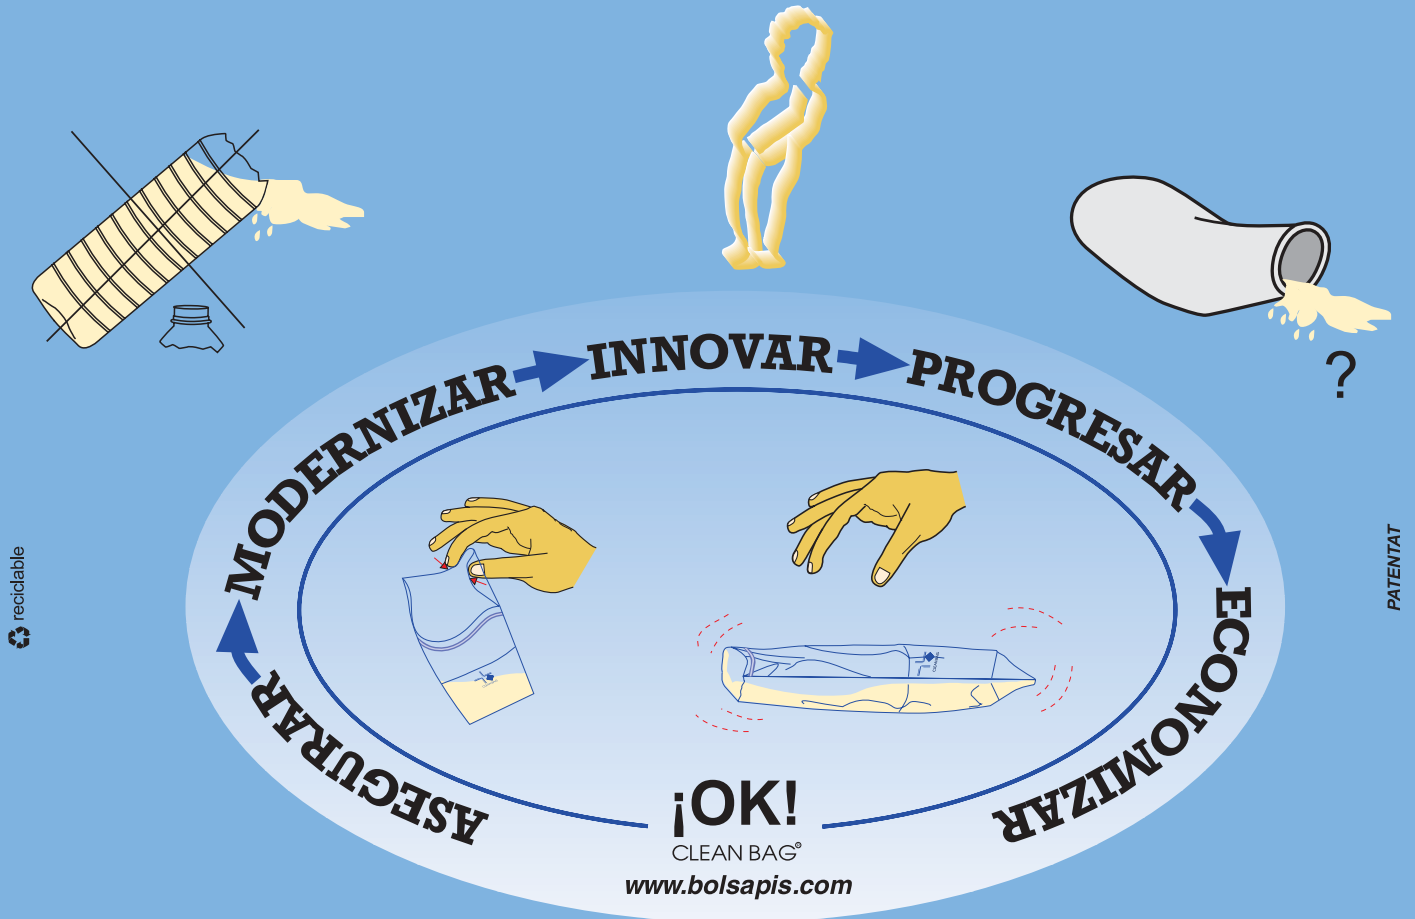 ?
MODERNIZAR
INNOVAR
PROGRESAR
ECONOMIZAR
ASEGURAR
¡OK!
CLEAN BAG®
www.bolsapis.com
reciclable
PATENTAT